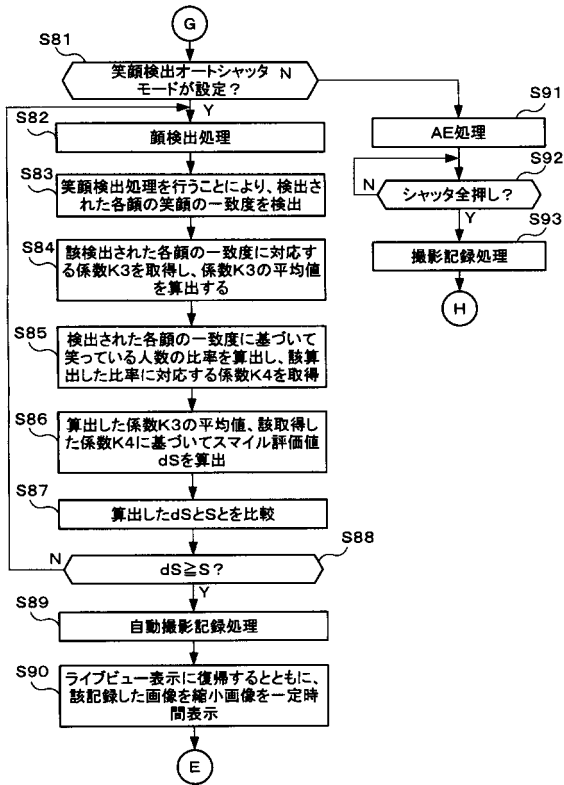 G
S81
笑顔検出オートシャッタ
モードが設定？
N
Y
S82
顔検出処理
S83
笑顔検出処理を行うことにより、検出さ
れた各顔の笑顔の一致度を検出
S84
該検出された各顔の一致度に対応す
る係数K3を取得し、係数K3の平均値
を算出する
S85
検出された各顔の一致度に基づいて
笑っている人数の比率を算出し、該算
出した比率に対応する係数K4を取得
S86
算出した係数K3の平均値、該取得し
た係数K4に基づいてスマイル評価値
dSを算出
S87
算出したdSとSとを比較
S88
dS≧S？
N
Y
S89
自動撮影記録処理
S90
ライブビュー表示に復帰するとともに、
該記録した画像を縮小画像を一定時
間表示
E
S91
AE処理
S92
シャッタ全押し？
N
Y
S93
撮影記録処理
H